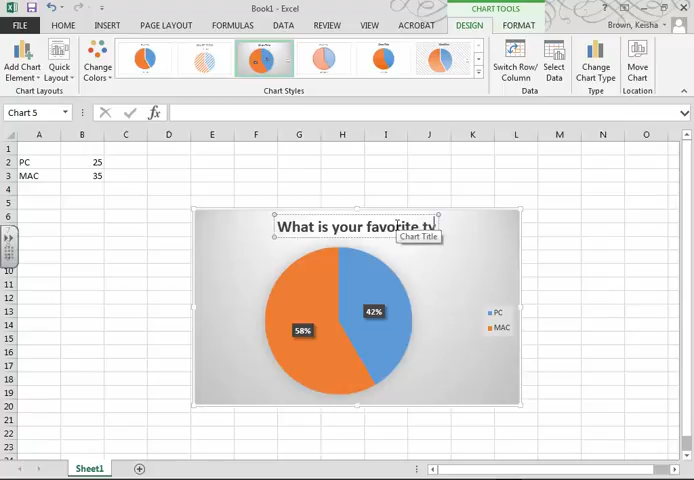 Book1 - Excel
CHART TOOLS
FILE HOME INSERT PAGE LAYOUT FORMULAS DATA REVIEW VIEW ACROBAT DESIGN FORMAT Brown, Keisha
Add Chart Element
Quick Layout
Change Colors
Switch Row/ Column
Select Data
Change Chart Type
Move Chart
Chart Layouts Chart Styles Data Type Location
Chart 5 fx
A B C D E F G H I J K L M N O
1
2 PC 25
3 MAC 35
4
5
6
7
What is your favorite ty
Chart Title
10
11
12
13
14
15
16
17
18
19
20
21
22
23
42%
58%
PC
MAC
Sheet1